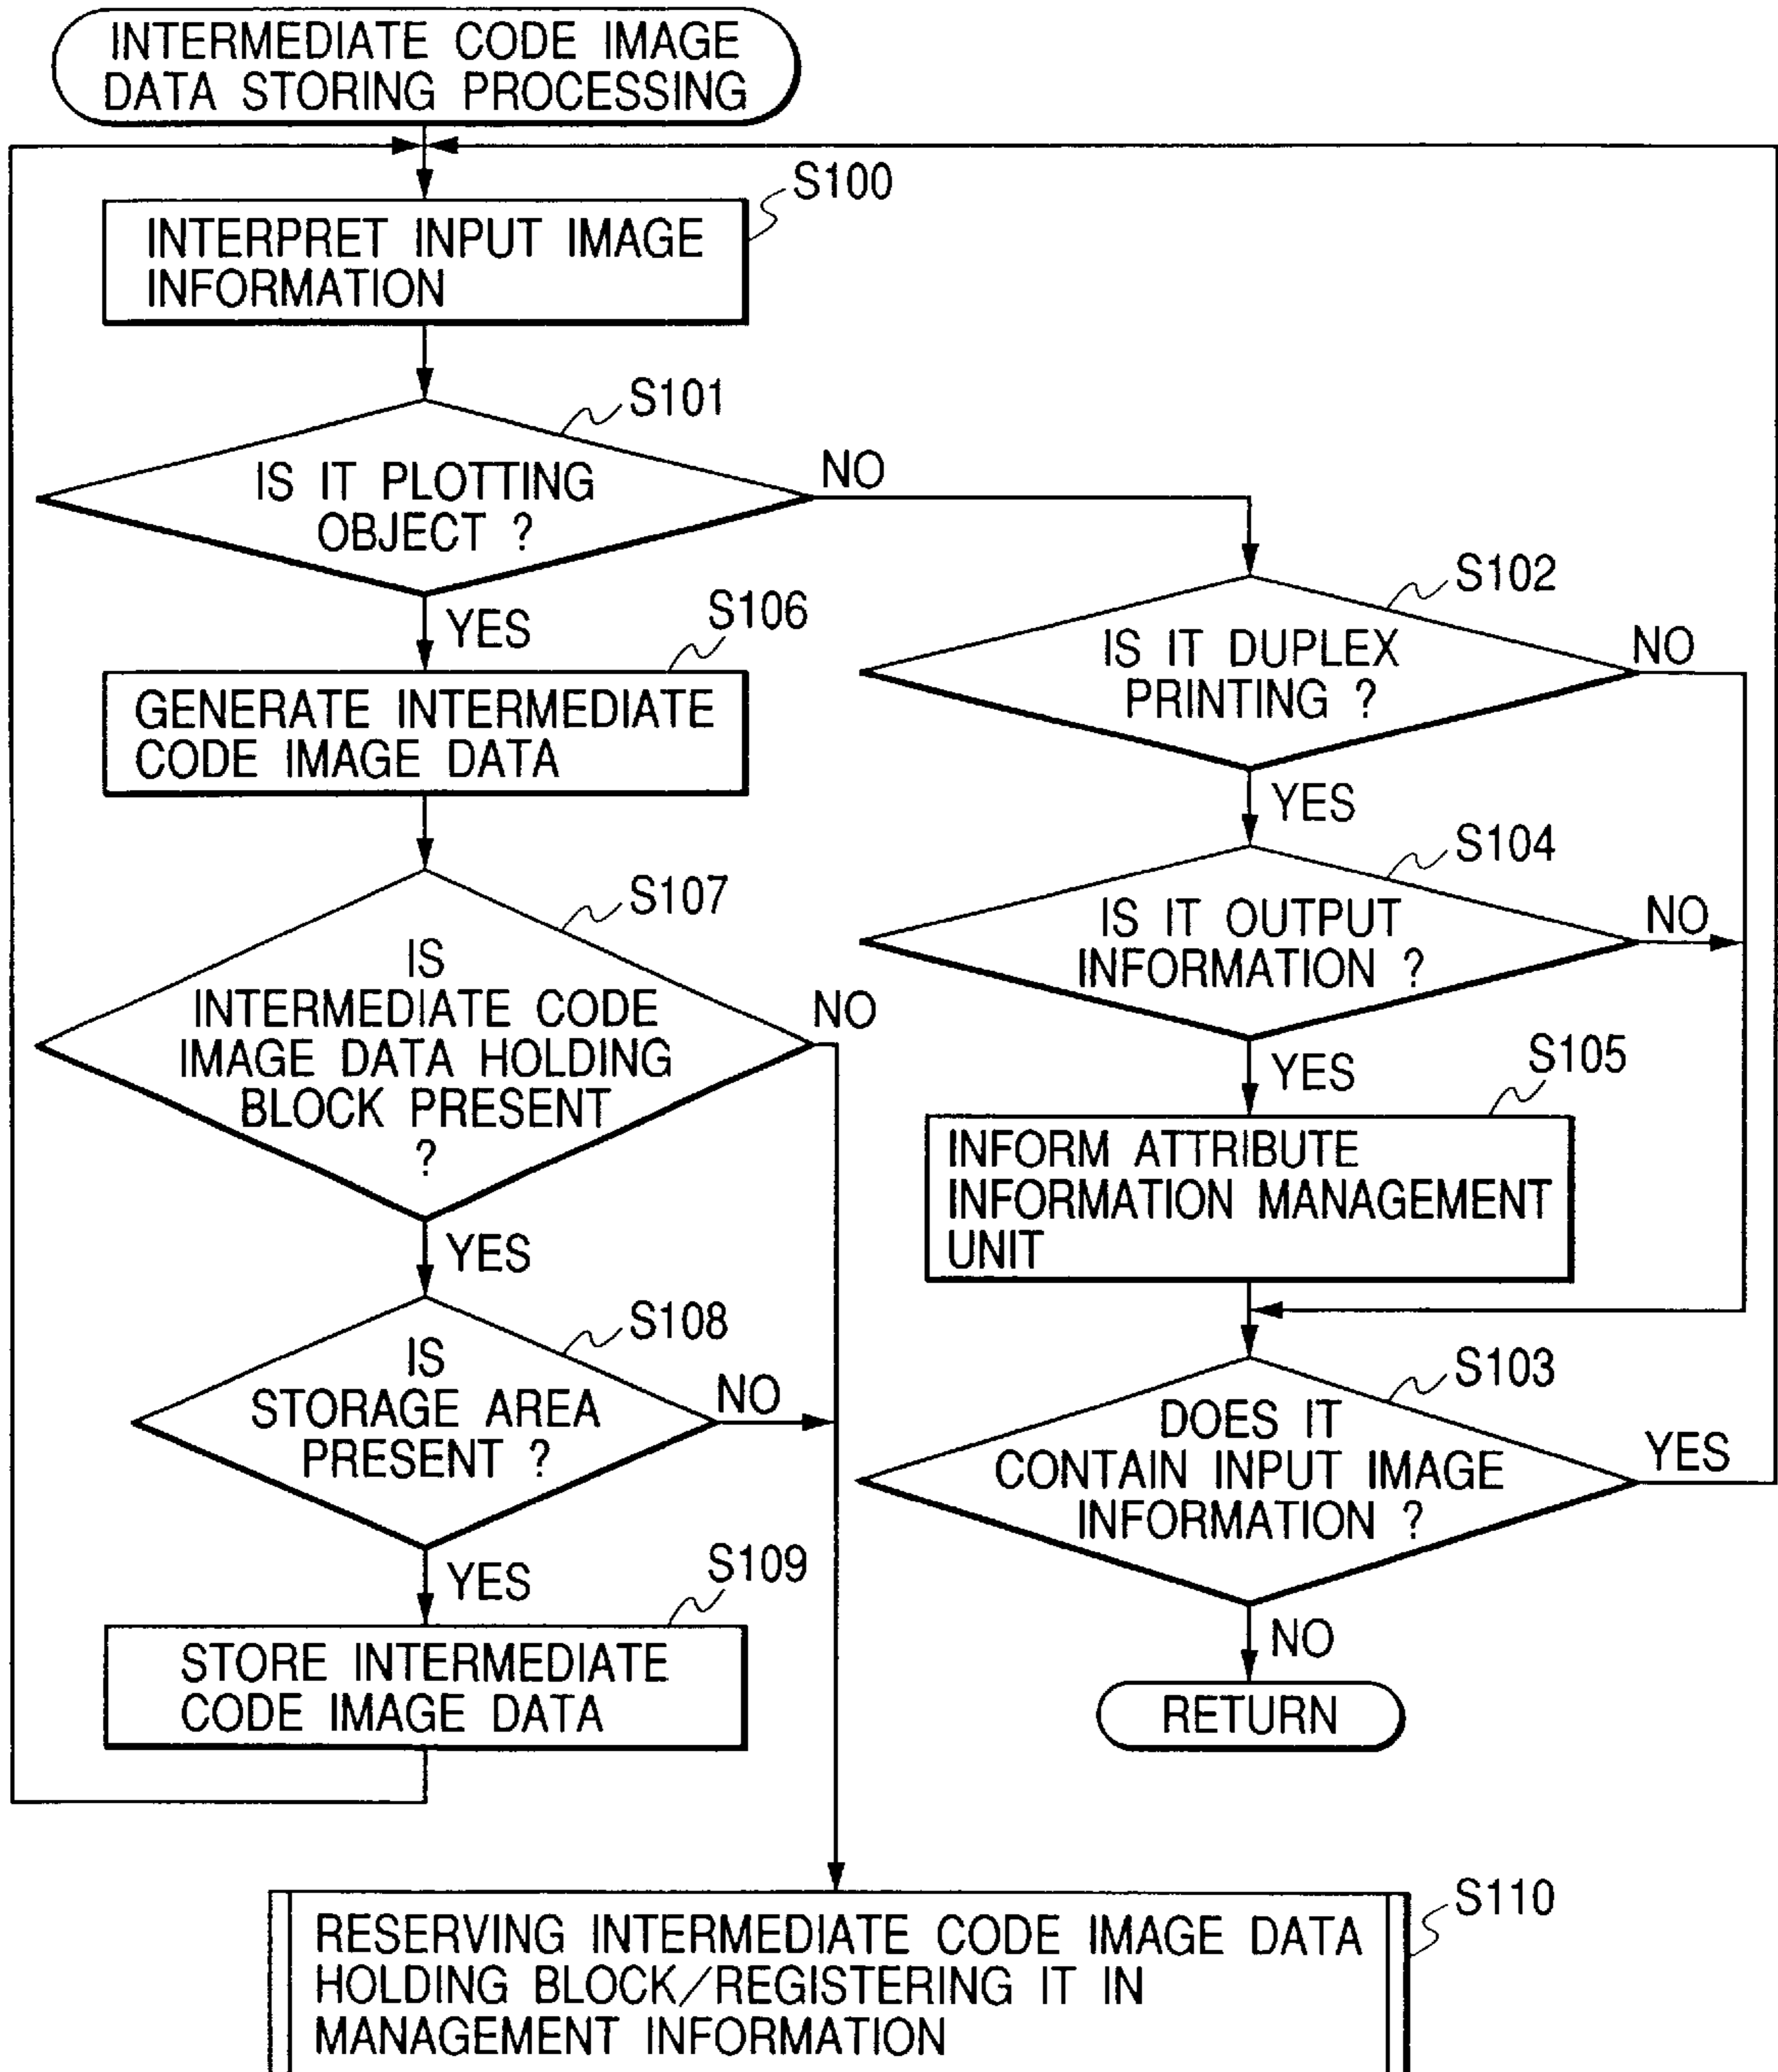 INTERMEDIATE CODE IMAGE
DATA STORING PROCESSING
S100
INTERPRET INPUT IMAGE
INFORMATION
S101
IS IT PLOTTING
OBJECT ?
NO
YES
S102
IS IT DUPLEX
PRINTING ?
NO
YES
S106
GENERATE INTERMEDIATE
CODE IMAGE DATA
S104
IS IT OUTPUT
INFORMATION ?
NO
YES
S107
IS
INTERMEDIATE CODE
IMAGE DATA HOLDING
BLOCK PRESENT
?
NO
YES
S105
INFORM ATTRIBUTE
INFORMATION MANAGEMENT
UNIT
S108
IS
STORAGE AREA
PRESENT ?
NO
YES
S103
DOES IT
CONTAIN INPUT IMAGE
INFORMATION ?
YES
NO
S109
STORE INTERMEDIATE
CODE IMAGE DATA
RETURN
S110
RESERVING INTERMEDIATE CODE IMAGE DATA
HOLDING BLOCK/REGISTERING IT IN
MANAGEMENT INFORMATION